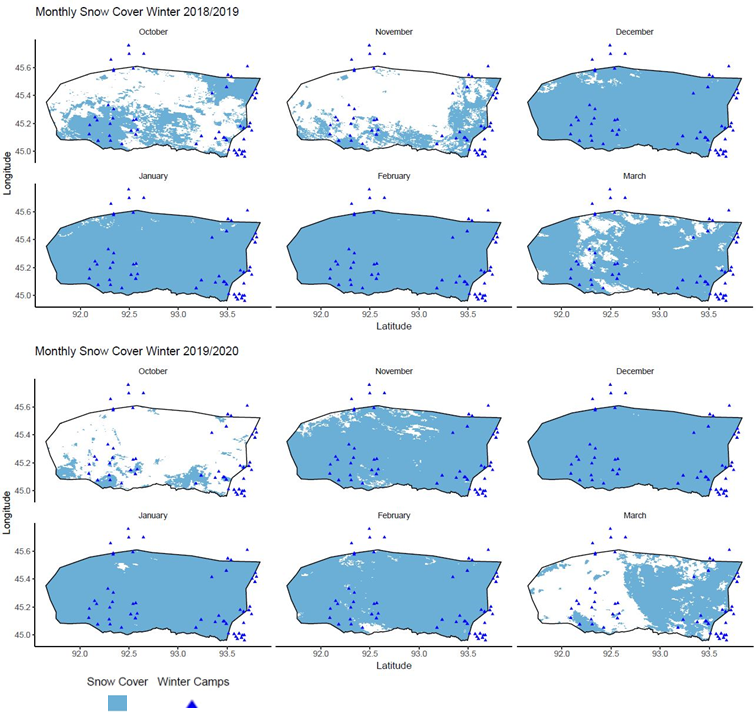 Monthly Snow Cover Winter 2018/2019
October November December
45.6
45.4
45.2
45.0
Longitude
January February March
45.6
45.4
45.2
45.0
92.0 92.5 93.0 93.5 92.0 92.5 93.0 93.5 92.0 92.5 93.0 93.5
Latitude
Monthly Snow Cover Winter 2019/2020
October November December
45.6
45.4
45.2
45.0
Longitude
January February March
45.6
45.4
45.2
45.0
92.0 92.5 93.0 93.5 92.0 92.5 93.0 93.5 92.0 92.5 93.0 93.5
Latitude
Snow Cover Winter Camps